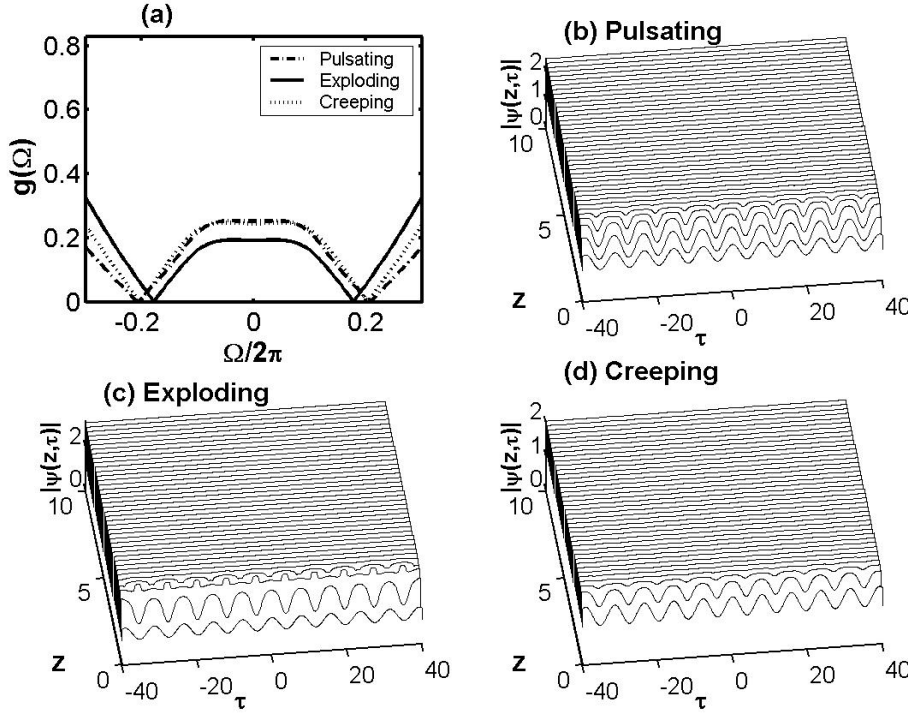 (a)
g(Ω)
0.8
0.6
0.4
0.2
0
Pulsating
Exploding
Creeping
-0.2
0
0.2
Ω/2π
(b) Pulsating
|ψ(z,τ)|
2
1
0
10
5
0
z
-40
-20
0
20
40
τ
(c) Exploding
|ψ(z,τ)|
2
0
10
5
0
z
-40
-20
0
20
40
τ
(d) Creeping
|ψ(z,τ)|
2
1
0
10
5
0
z
-40
-20
0
20
40
τ